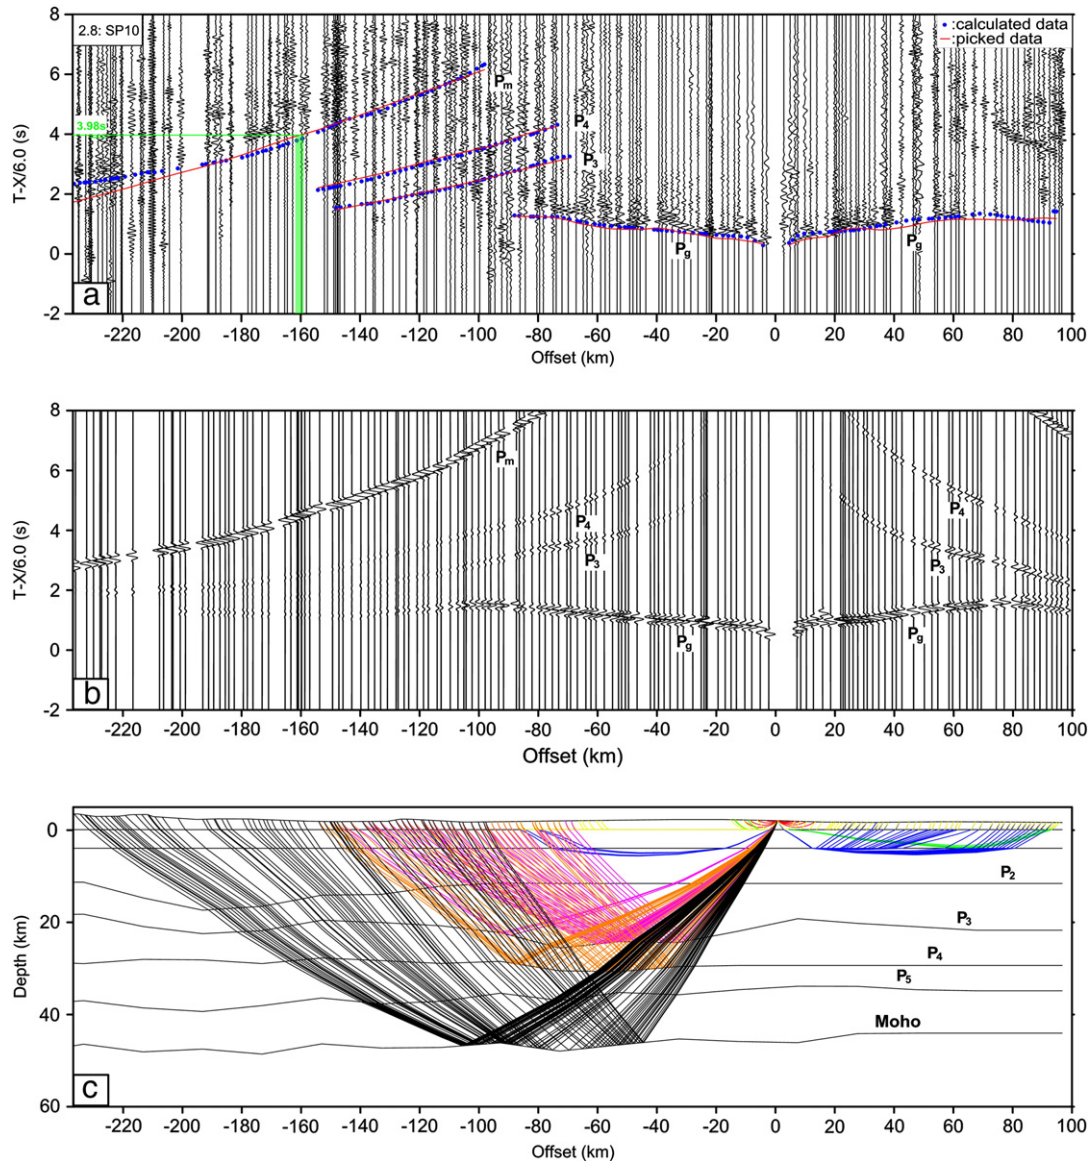 2.8: SP10
•:calculated data
—:picked data
8
6
4
2
0
-2
T-X/6.0 (s)
3.98s
Pm
P4
P3
Pg
Pg
a
-220 -200 -180 -160 -140 -120 -100 -80 -60 -40 -20 0 20 40 60 80 100
Offset (km)
8
6
4
2
0
-2
T-X/6.0 (s)
Pm
P4
P3
Pg
P4
P3
Pg
b
-220 -200 -180 -160 -140 -120 -100 -80 -60 -40 -20 0 20 40 60 80 100
Offset (km)
0
20
40
60
Depth (km)
P2
P3
P4
P5
Moho
c
-220 -200 -180 -160 -140 -120 -100 -80 -60 -40 -20 0 20 40 60 80 100
Offset (km)